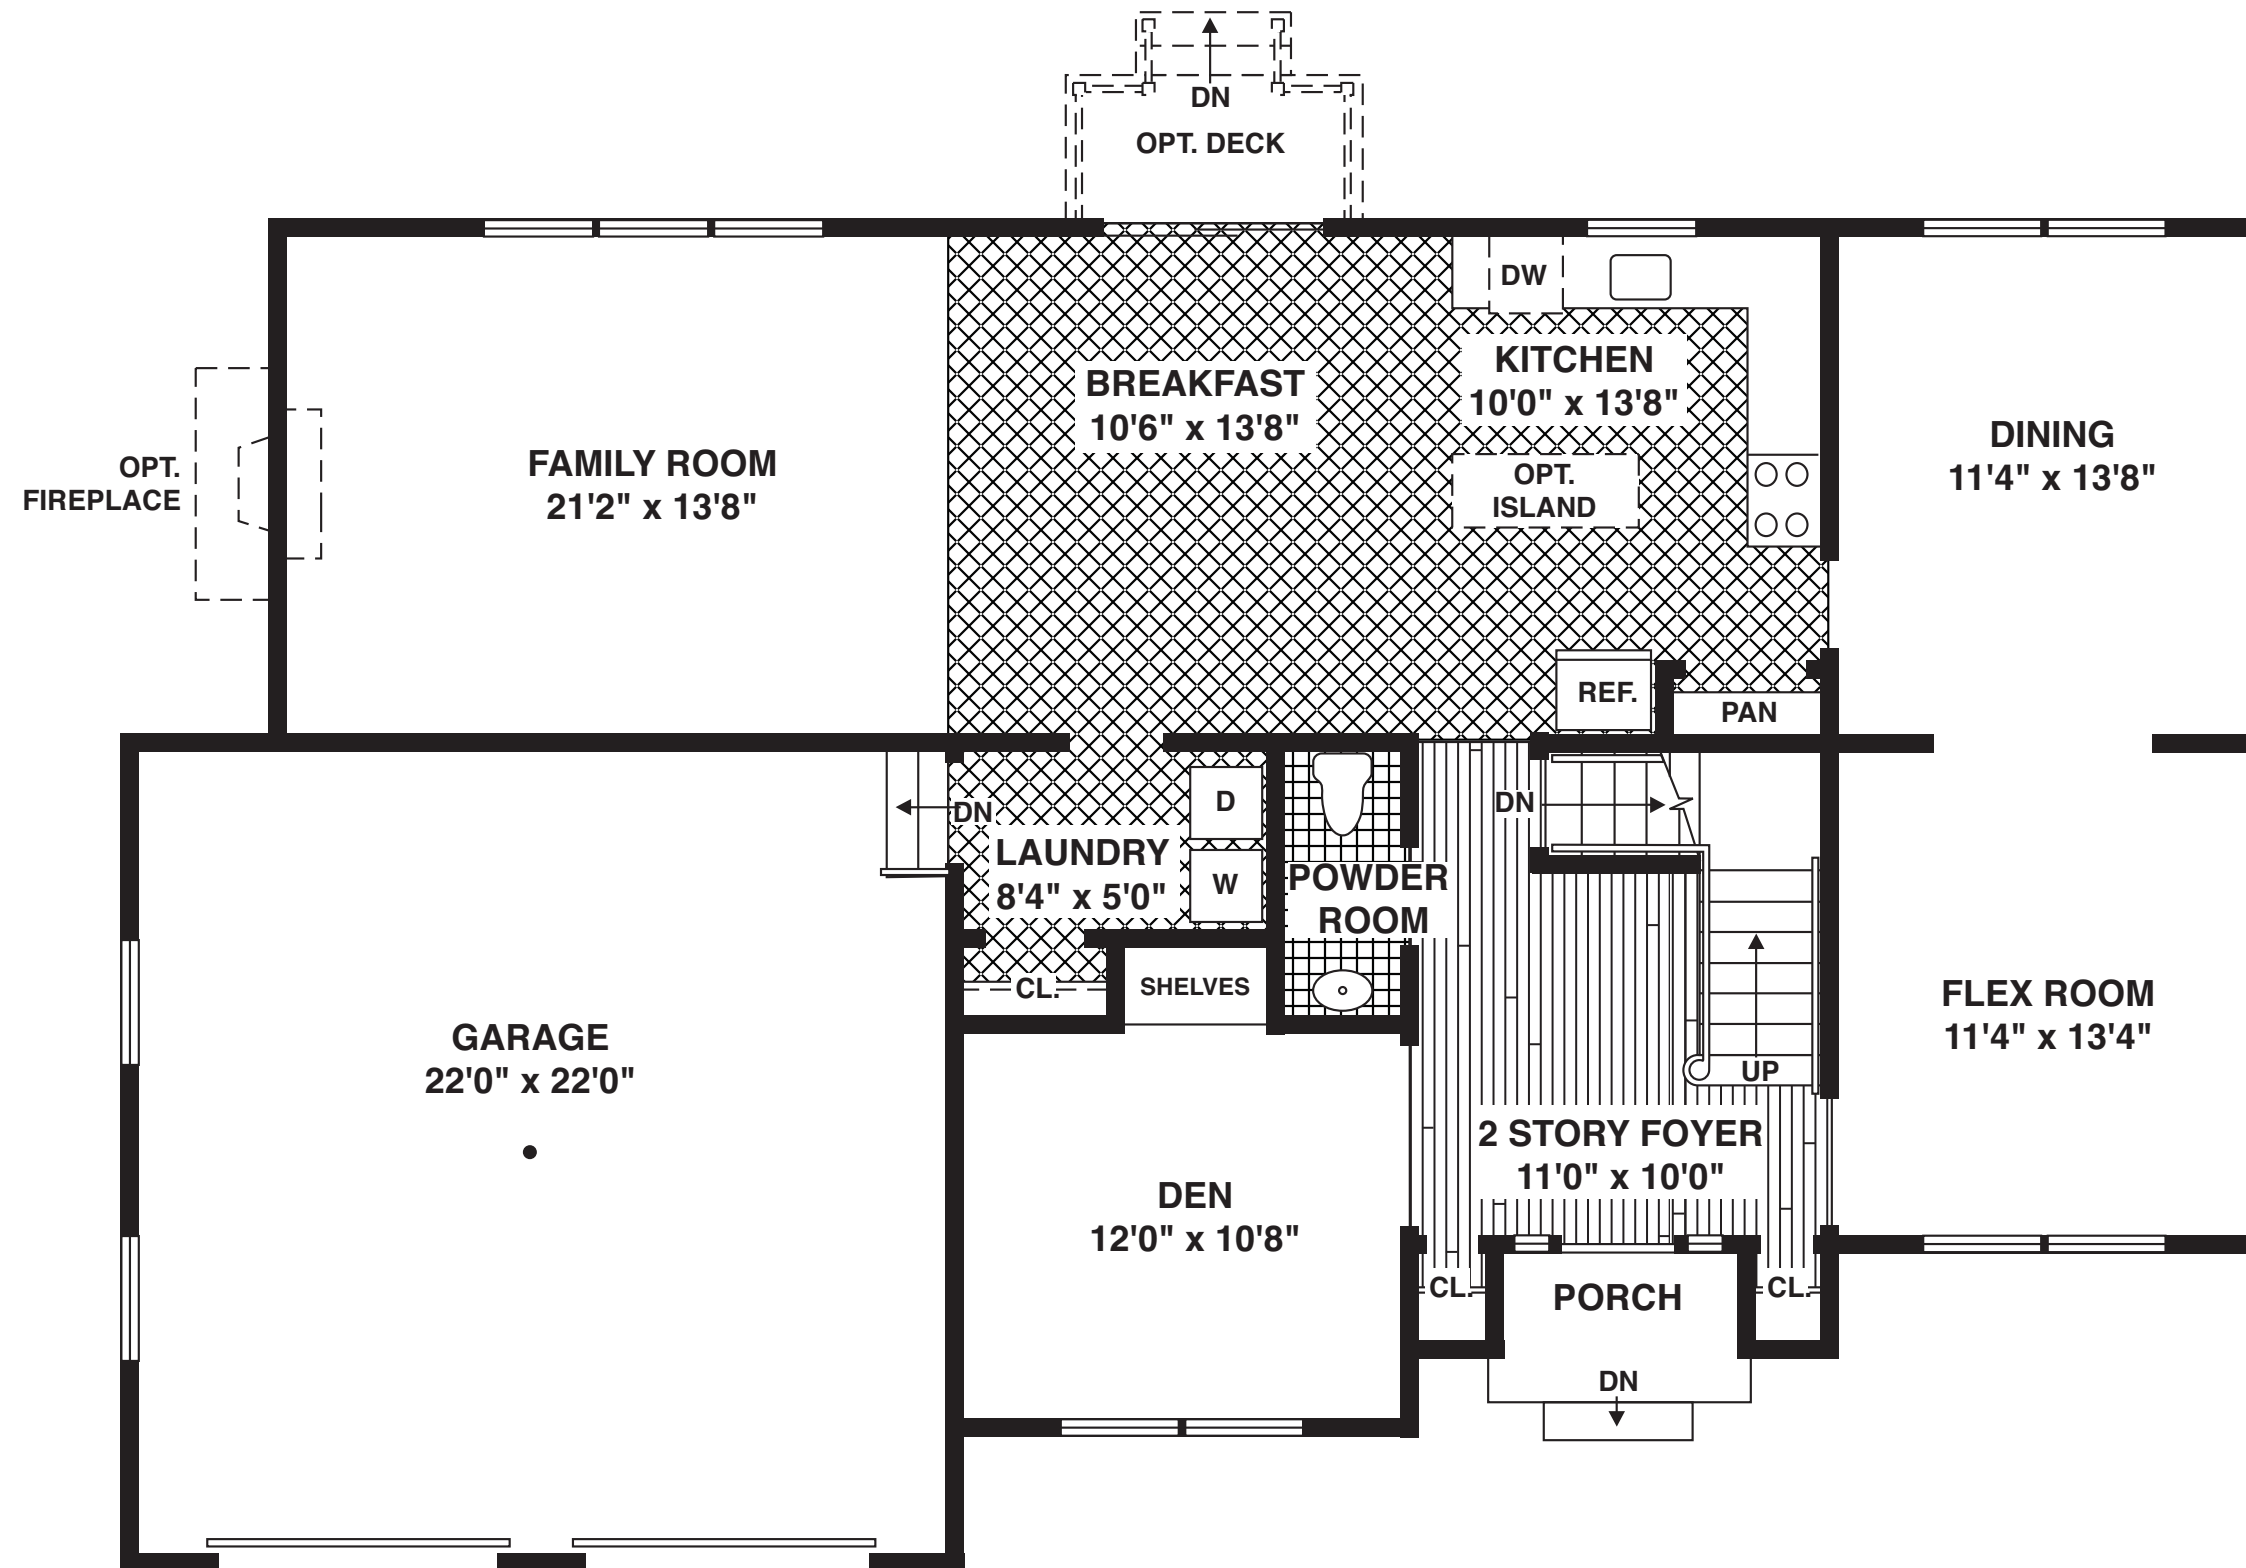 DN
OPT. DECK
DW
KITCHEN
10'0" x 13'8"
BREAKFAST
10'6" x 13'8"
DINING
11'4" x 13'8"
FAMILY ROOM
21'2" x 13'8"
OPT.
FIREPLACE
OPT.
ISLAND
REF.
PAN
DN
D
DN
LAUNDRY
8'4" x 5'0"
W
POWDER
ROOM
CL.
SHELVES
FLEX ROOM
11'4" x 13'4"
GARAGE
22'0" x 22'0"
UP
2 STORY FOYER
11'0" x 10'0"
DEN
12'0" x 10'8"
CL.
PORCH
CL.
DN